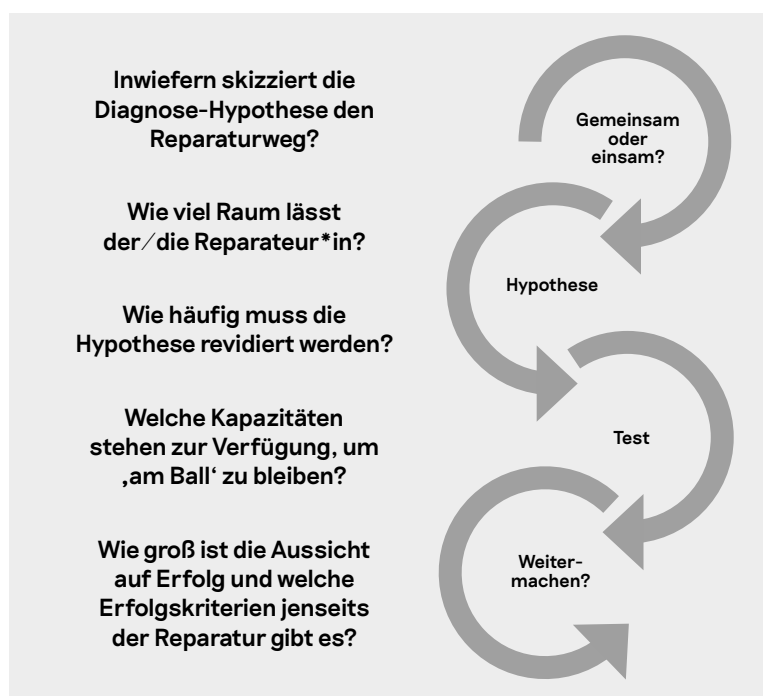 Inwiefern skizziert die
Diagnose-Hypothese den
Reparaturweg?
Wie viel Raum lässt
der/die Reparateur*in?
Wie häufig muss die
Hypothese revidiert werden?
Welche Kapazitäten
stehen zur Verfügung, um
‚am Ball‘ zu bleiben?
Wie groß ist die Aussicht
auf Erfolg und welche
Erfolgskriterien jenseits
der Reparatur gibt es?
Gemeinsam
oder
einsam?
Hypothese
Test
Weiter-
machen?